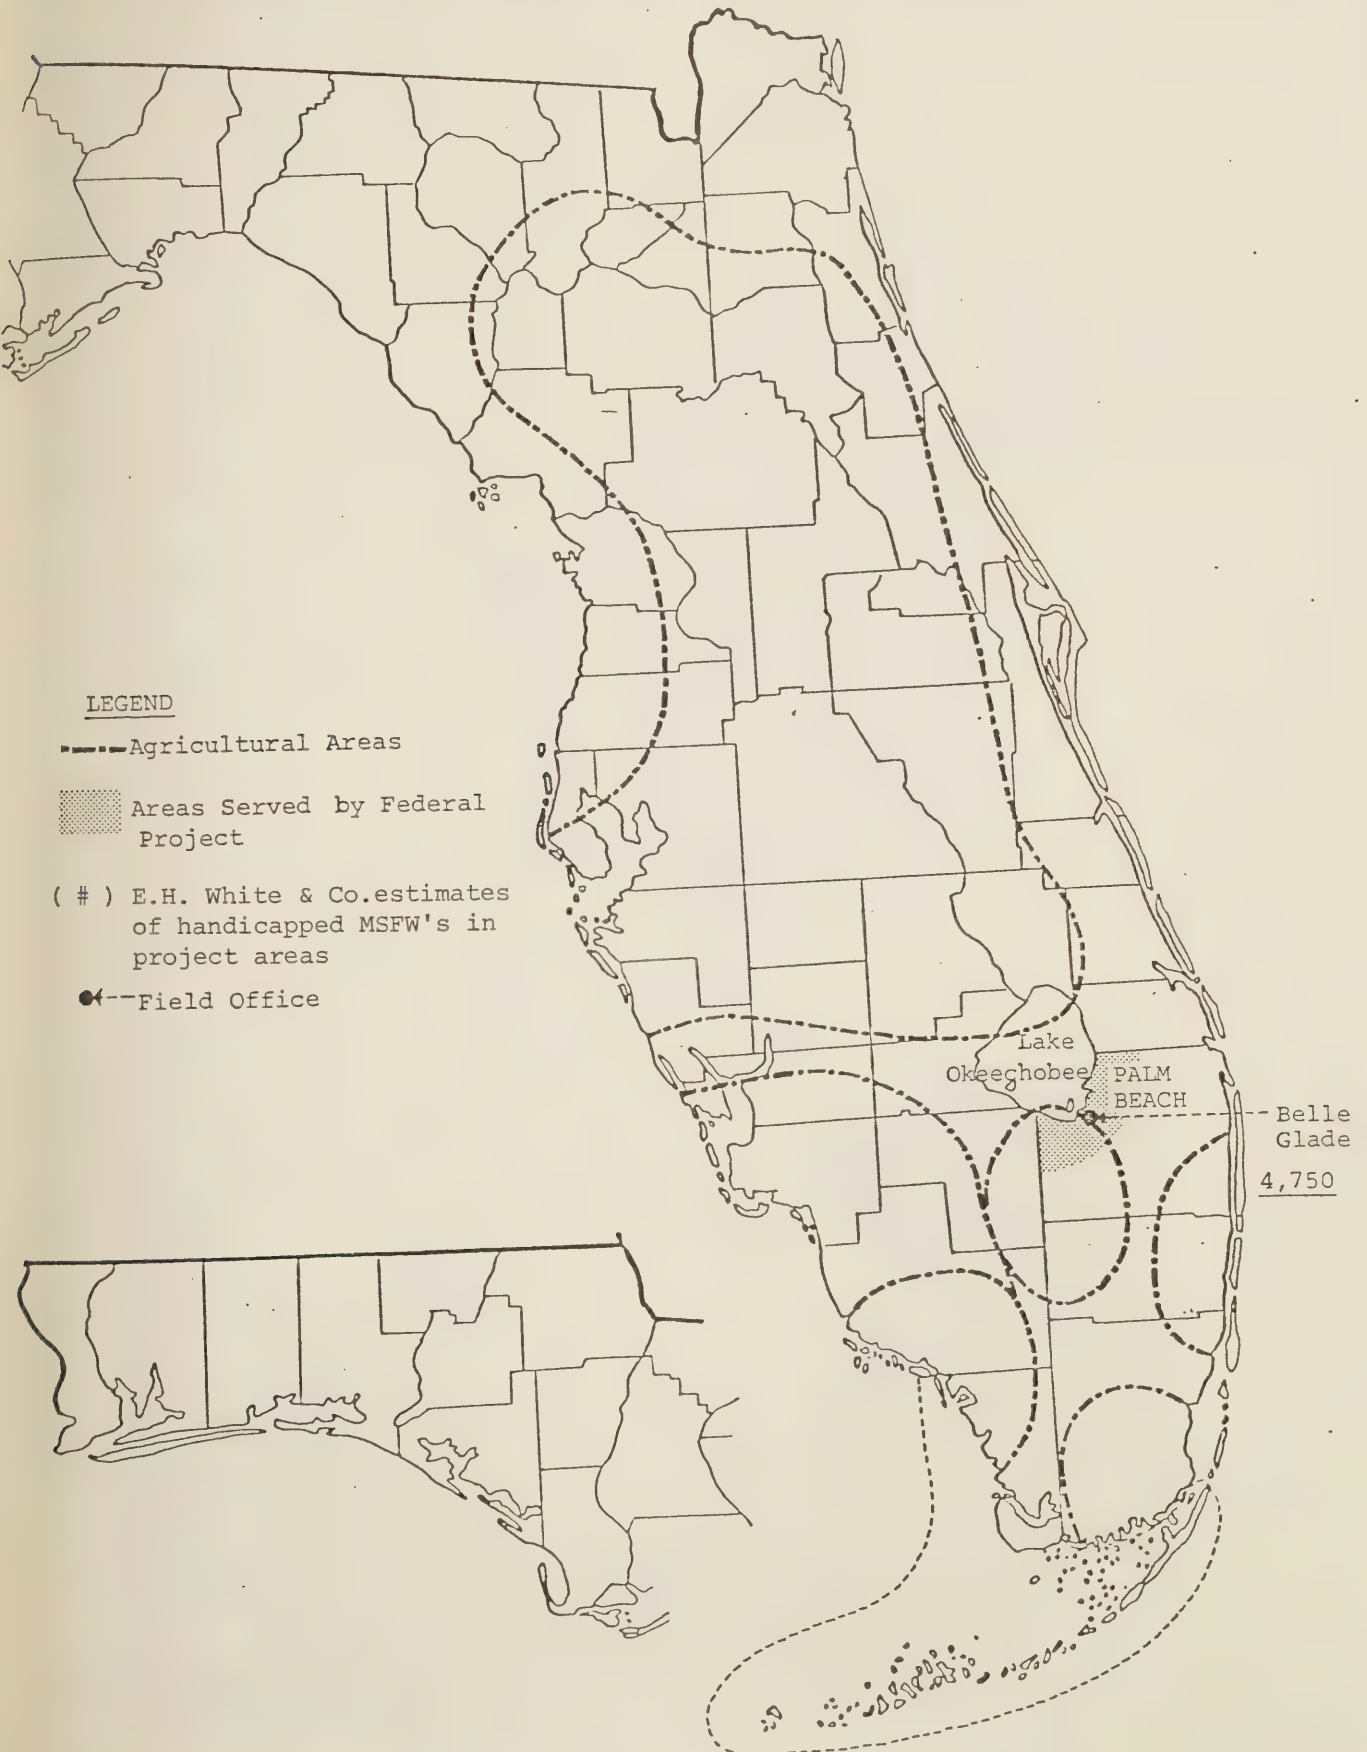 LEGEND
Agricultural Areas
Areas Served by Federal
Project
( # ) E.H. White & Co.estimates
of handicapped MSFW's in
project areas
Field Office
Lake
Okeechobee
PALM
BEACH
Belle
Glade
4,750